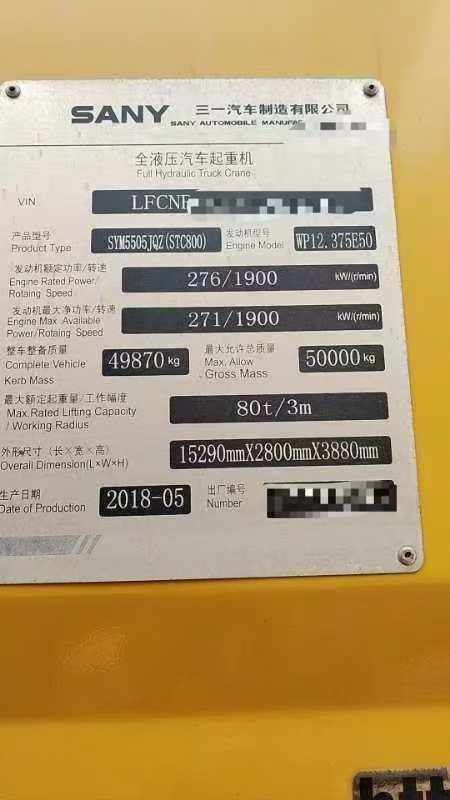 SANY 三一汽车制造有限公司
SANY AUTOMOBILE
全液压汽车起重机
Full Hydraulic Truck Crane
VIN LFCN
产品型号 SYM5505JQZ(STC800) 发动机型号 WP12.375E50
Product Type Engine Model
发动机额定功率/转速
Engine Rated Power/ 276/1900 kW/(r/min)
Rotaing Speed
发动机最大净功率/转速
Engine Max. Available 271/1900 kW/(r/min)
Power/Rotaing Speed
整车整备质量 最大允许总质量
Complete Vehicle 49870 kg Max. Allow 50000 kg
Kerb Mass Gross Mass
最大额定起重量/工作幅度
Max.Rated Lifting Capacity 80t/3m
/ Working Radius
外形尺寸(长×宽×高) 15290mmX2800mmX3880mm
Overall Dimension(L×W×H)
生产日期 2018-05 出厂编号
Date of Production Number